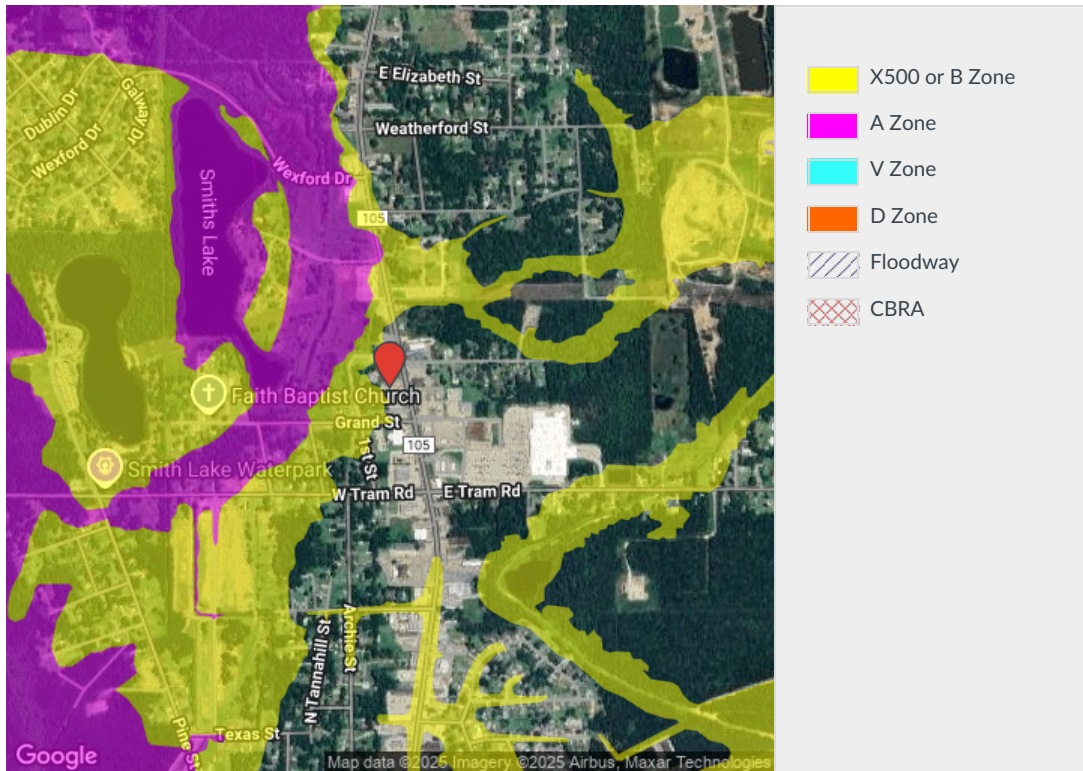 E Elizabeth St
Weatherford St
Dublin Dr
Galway Dr
Wexford Dr
Wexford Dr
Smiths Lake
105
Faith Baptist Church
Grand St
105
1st St
Smith Lake Waterpark
W Tram Rd
E Tram Rd
Archie St
N Tannahill St
Pine St
Texas St
Google
Map data ©2025 Imagery ©2025 Airbus, Maxar Technologies
X500 or B Zone
A Zone
V Zone
D Zone
Floodway
CBRA